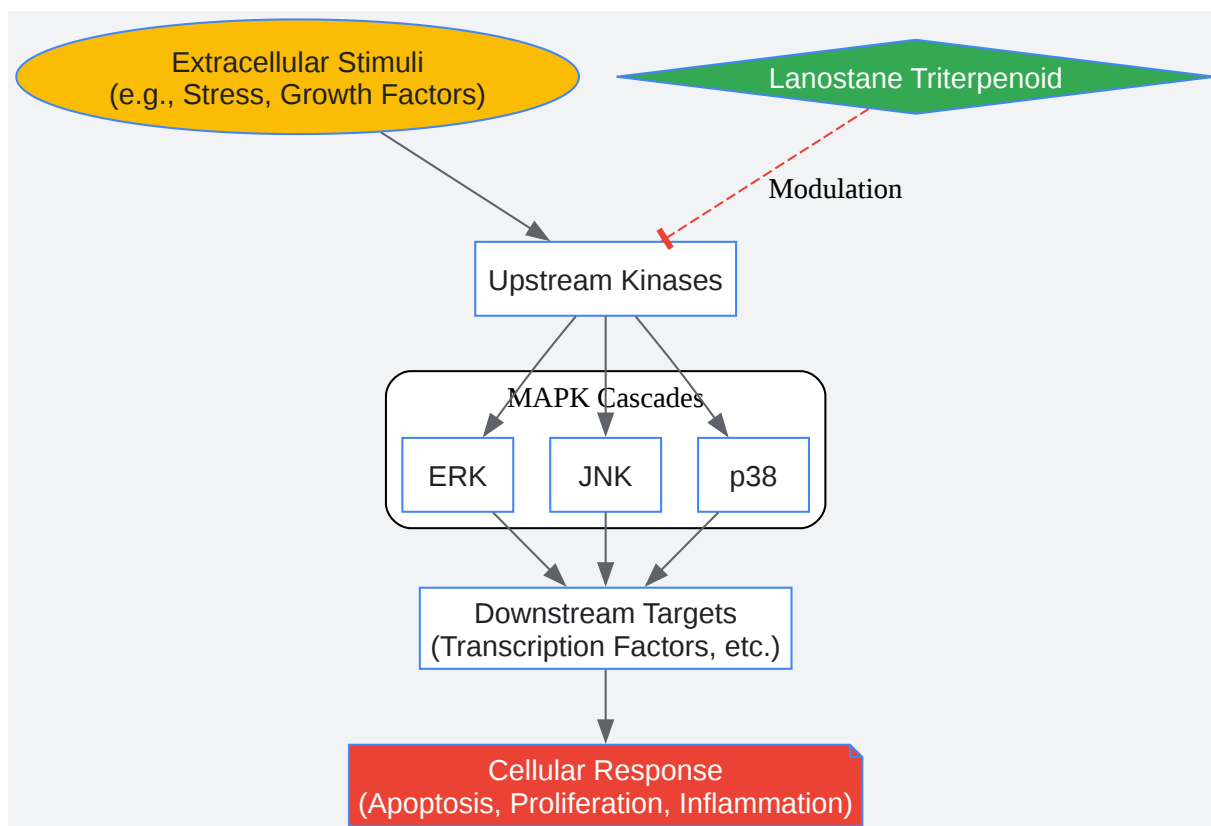 Extracellular Stimuli
(e.g., Stress, Growth Factors)
Lanostane Triterpenoid
Modulation
Upstream Kinases
MAPK Cascades
ERK
JNK
p38
Downstream Targets
(Transcription Factors, etc.)
Cellular Response
(Apoptosis, Proliferation, Inflammation)